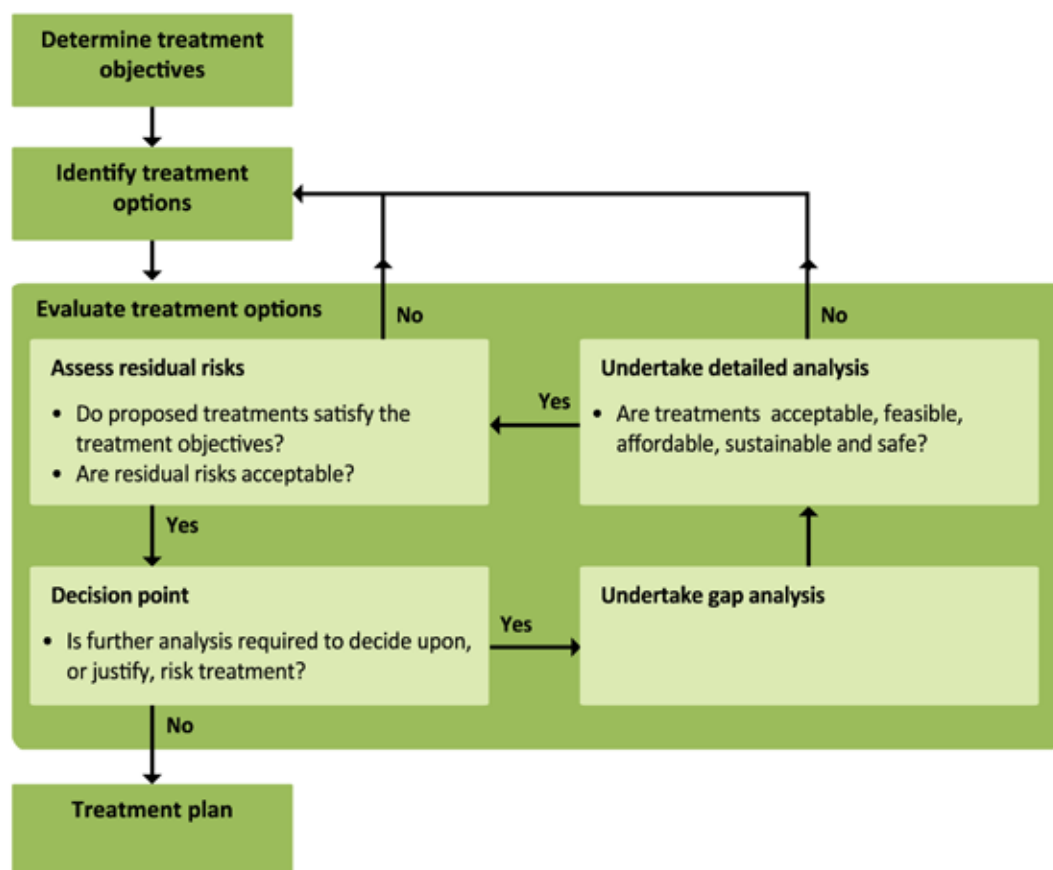 Determine treatment
objectives
Identify treatment
options
Evaluate treatment options
No
No
Assess residual risks
• Do proposed treatments satisfy the
treatment objectives?
• Are residual risks acceptable?
Yes
Undertake detailed analysis
• Are treatments acceptable, feasible,
affordable, sustainable and safe?
Yes
Decision point
• Is further analysis required to decide upon,
or justify, risk treatment?
Yes
Undertake gap analysis
No
Treatment plan